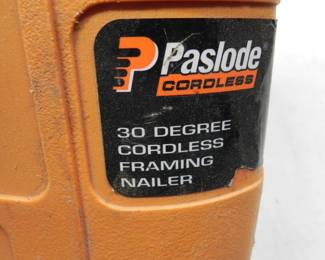 Paslode
CORDLESS
30 DEGREE
CORDLESS
FRAMING
NAILER